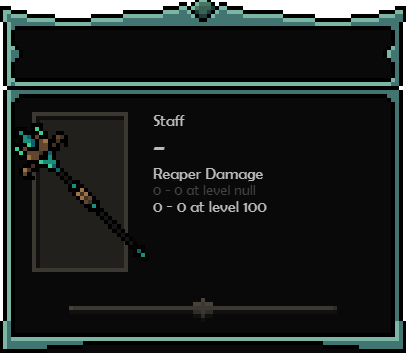 Staff
–
Reaper Damage
0 - 0 at level null
0 - 0 at level 100